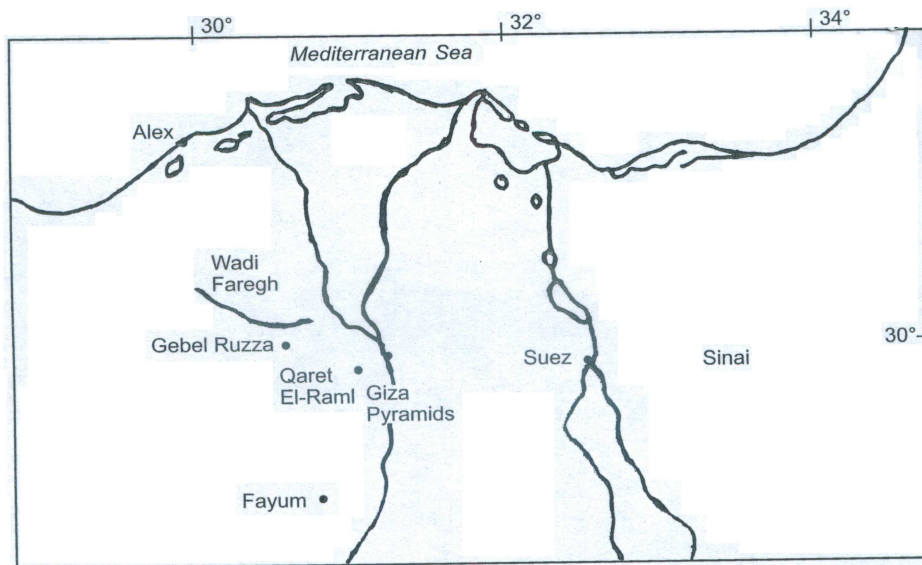 30°
32°
34°
Mediterranean Sea
Alex
Wadi
Faregh
Gebel Ruzza
Qaret
El-Raml
Giza
Pyramids
Suez
Sinai
30°
Fayum